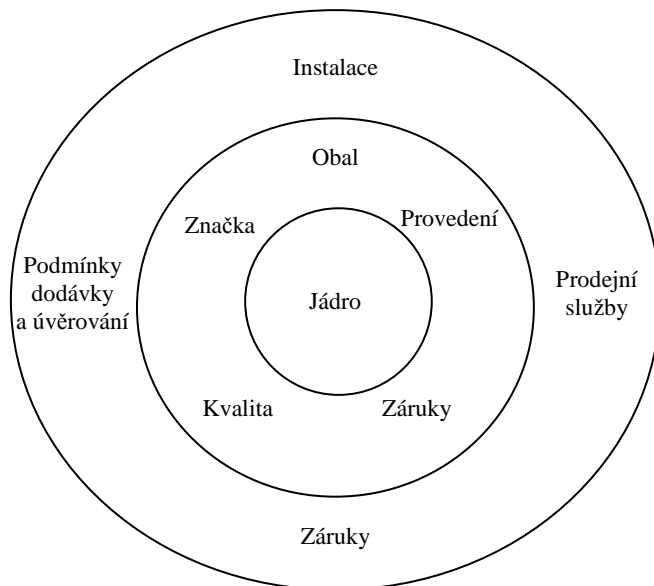 Instalace
Obal
Značka
Provedení
Podmínky
dodávky
a úvěrování
Jádro
Prodejní
služby
Kvalita
Záruky
Záruky